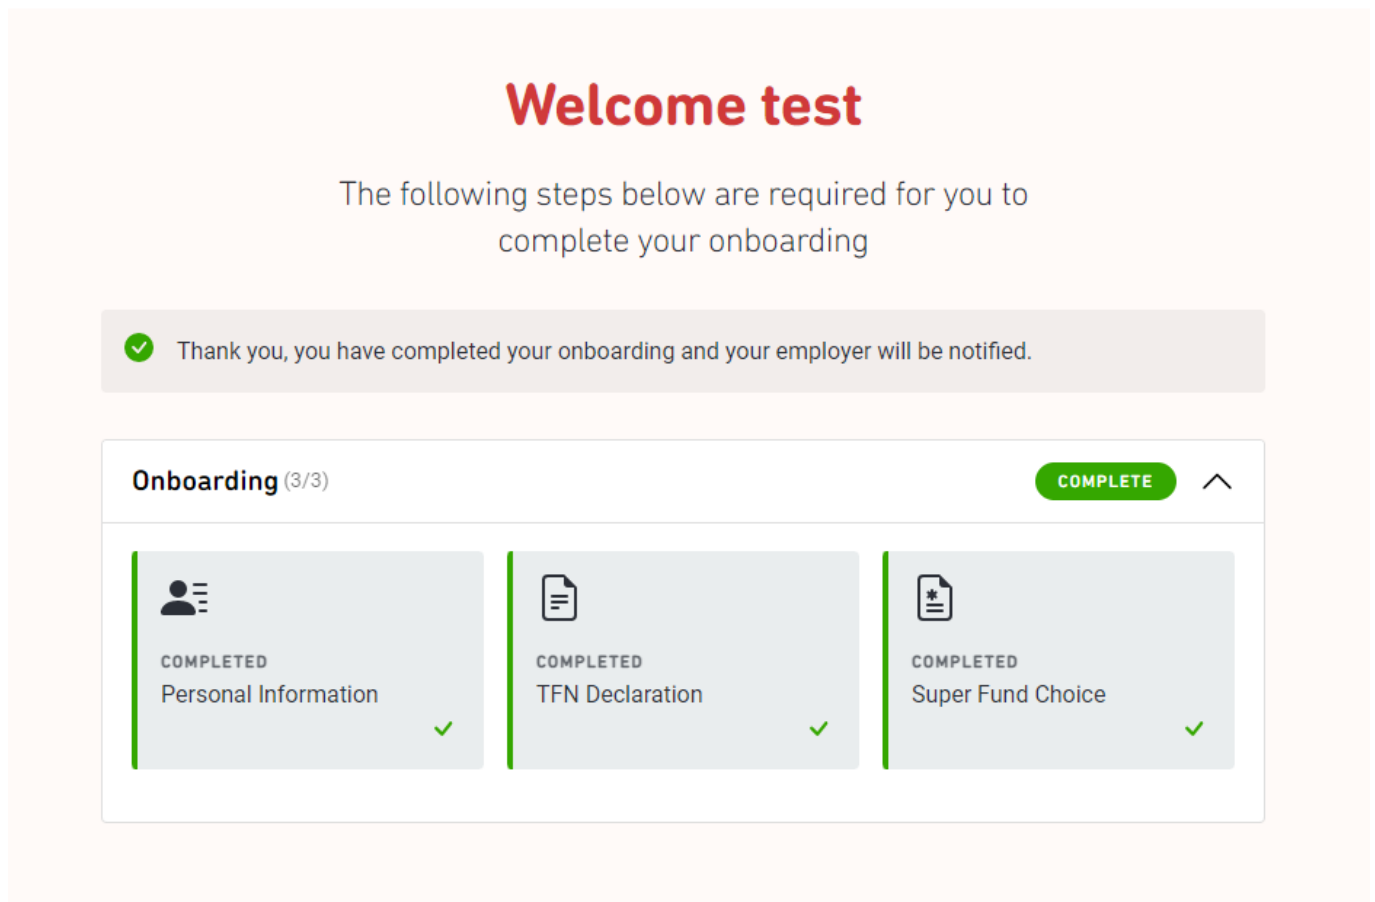 Welcome test
The following steps below are required for you to
complete your onboarding
Thank you, you have completed your onboarding and your employer will be notified.
Onboarding (3/3)
COMPLETE
COMPLETED
Personal Information
COMPLETED
TFN Declaration
COMPLETED
Super Fund Choice